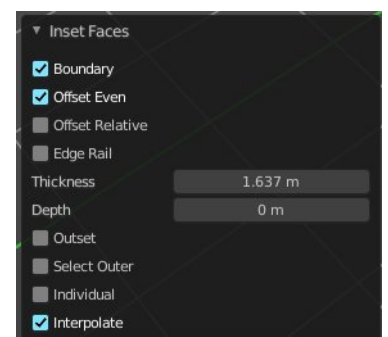 Inset Faces
Boundary
Offset Even
Offset Relative
Edge Rail
Thickness 1.637 m
Depth 0 m
Outset
Select Outer
Individual
Interpolate